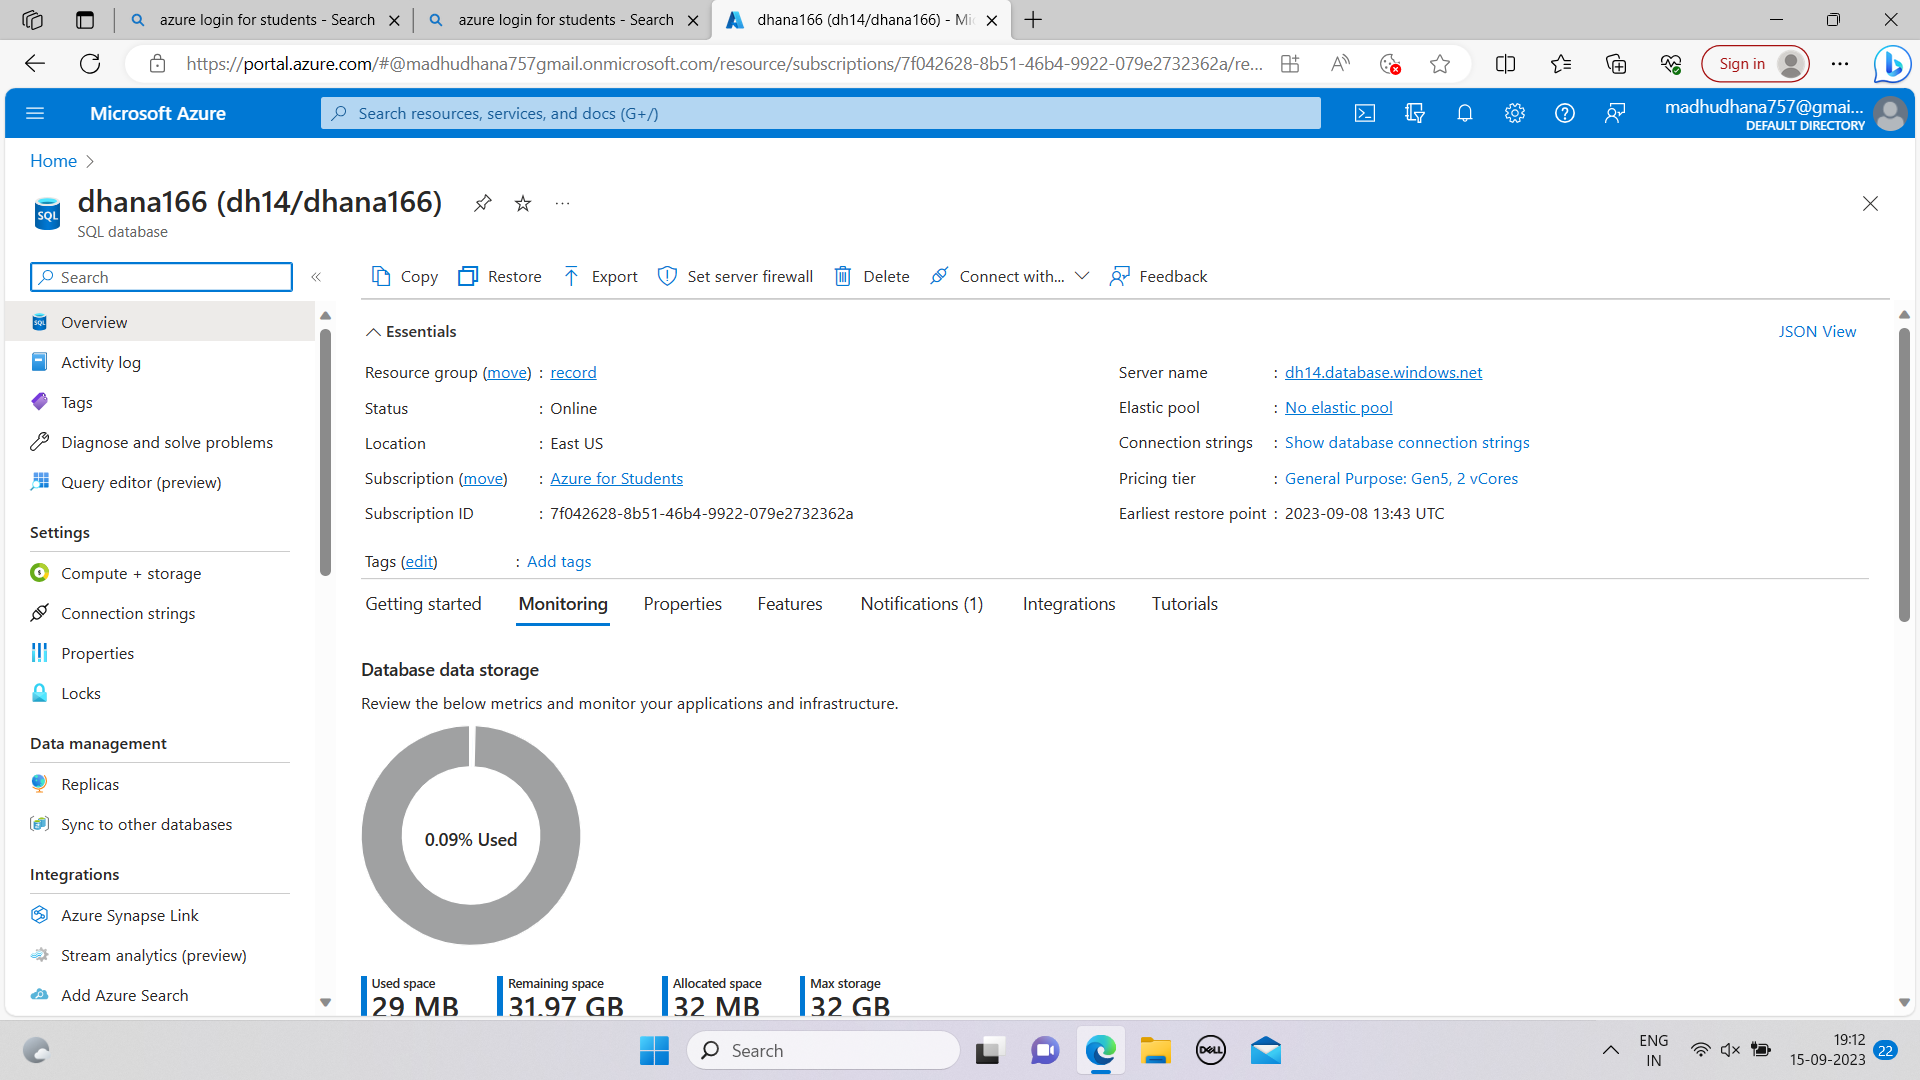 azure login for students - Search
azure login for students - Search
dhana166 (dh14/dhana166) - Mi
https://portal.azure.com/#@madhudhana757gmail.onmicrosoft.com/resource/subscriptions/7f042628-8b51-46b4-9922-079e2732362a/re...
Sign in
Microsoft Azure
Search resources, services, and docs (G+/)
madhudhana757@gmai...
DEFAULT DIRECTORY
Home
SQL
dhana166 (dh14/dhana166)
SQL database
Search
Copy Restore Export Set server firewall Delete Connect with... Feedback
Overview
Activity log
Tags
Diagnose and solve problems
Query editor (preview)
Settings
Compute + storage
Connection strings
Properties
Locks
Data management
Replicas
Sync to other databases
Integrations
Azure Synapse Link
Stream analytics (preview)
Add Azure Search
Essentials
JSON View
Resource group (move) : record
Status : Online
Location : East US
Subscription (move) : Azure for Students
Subscription ID : 7f042628-8b51-46b4-9922-079e2732362a
Server name : dh14.database.windows.net
Elastic pool : No elastic pool
Connection strings : Show database connection strings
Pricing tier : General Purpose: Gen5, 2 vCores
Earliest restore point : 2023-09-08 13:43 UTC
Tags (edit) : Add tags
Getting started Monitoring Properties Features Notifications (1) Integrations Tutorials
Database data storage
Review the below metrics and monitor your applications and infrastructure.
0.09% Used
Used space
29 MB
Remaining space
31.97 GB
Allocated space
32 MB
Max storage
32 GB
Search
DELL
ENG
IN
19:12
15-09-2023
22